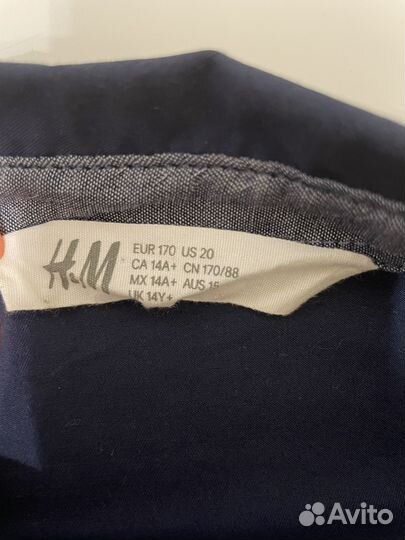 H&M
EUR 170 US 20
CA 14A+ CN 170/88
MX 14A+ AUS 15
UK 14Y+
Avito